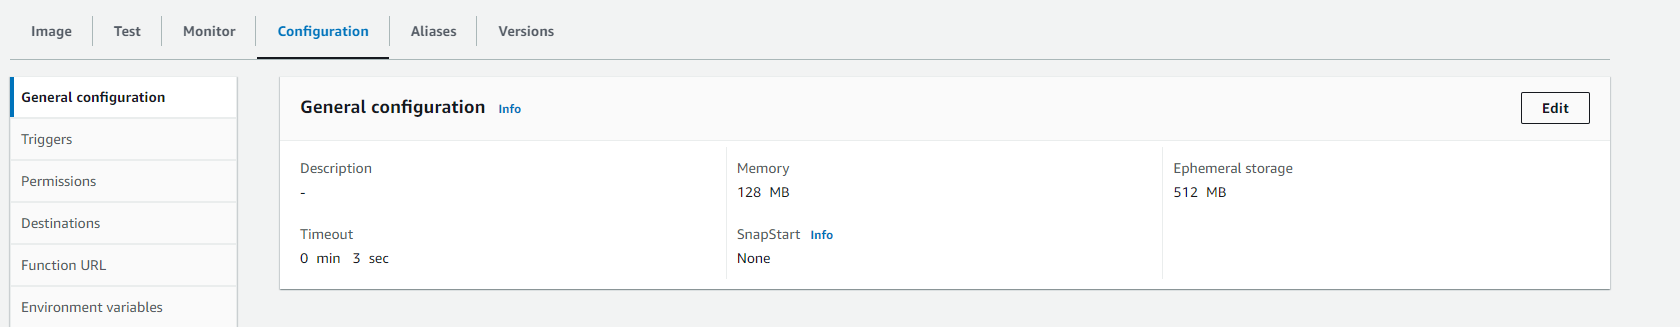 Image Test Monitor Configuration Aliases Versions
General configuration
Triggers
Permissions
Destinations
Function URL
Environment variables
General configuration Info Edit
Description Memory Ephemeral storage
- 128 MB 512 MB
Timeout SnapStart Info
0 min 3 sec None